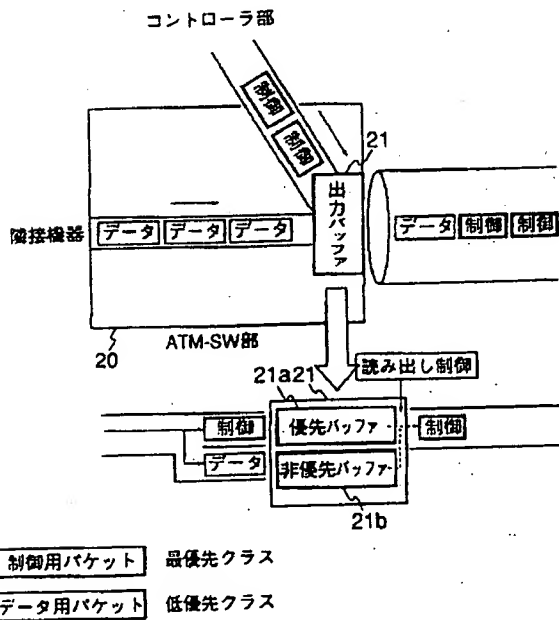 コントローラ部
制御
制御
21
出力バッファ
隣接機器
データ
データ
データ
データ
制御
制御
20
ATM-SW部
読み出し制御
21a
21
制御
優先バッファ
制御
データ
非優先バッファ
21b
制御用パケット 最優先クラス
データ用パケット 低優先クラス